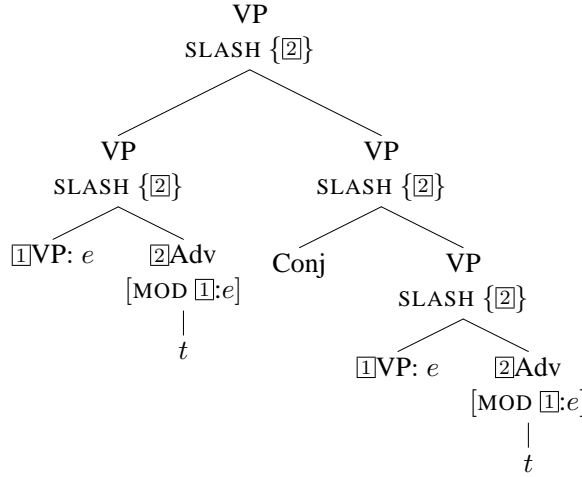 VP
SLASH {2}
VP VP
SLASH {2} SLASH {2}
1VP: e 2Adv Conj VP
[MOD 1:e] SLASH {2}
t 1VP: e 2Adv
[MOD 1:e]
t